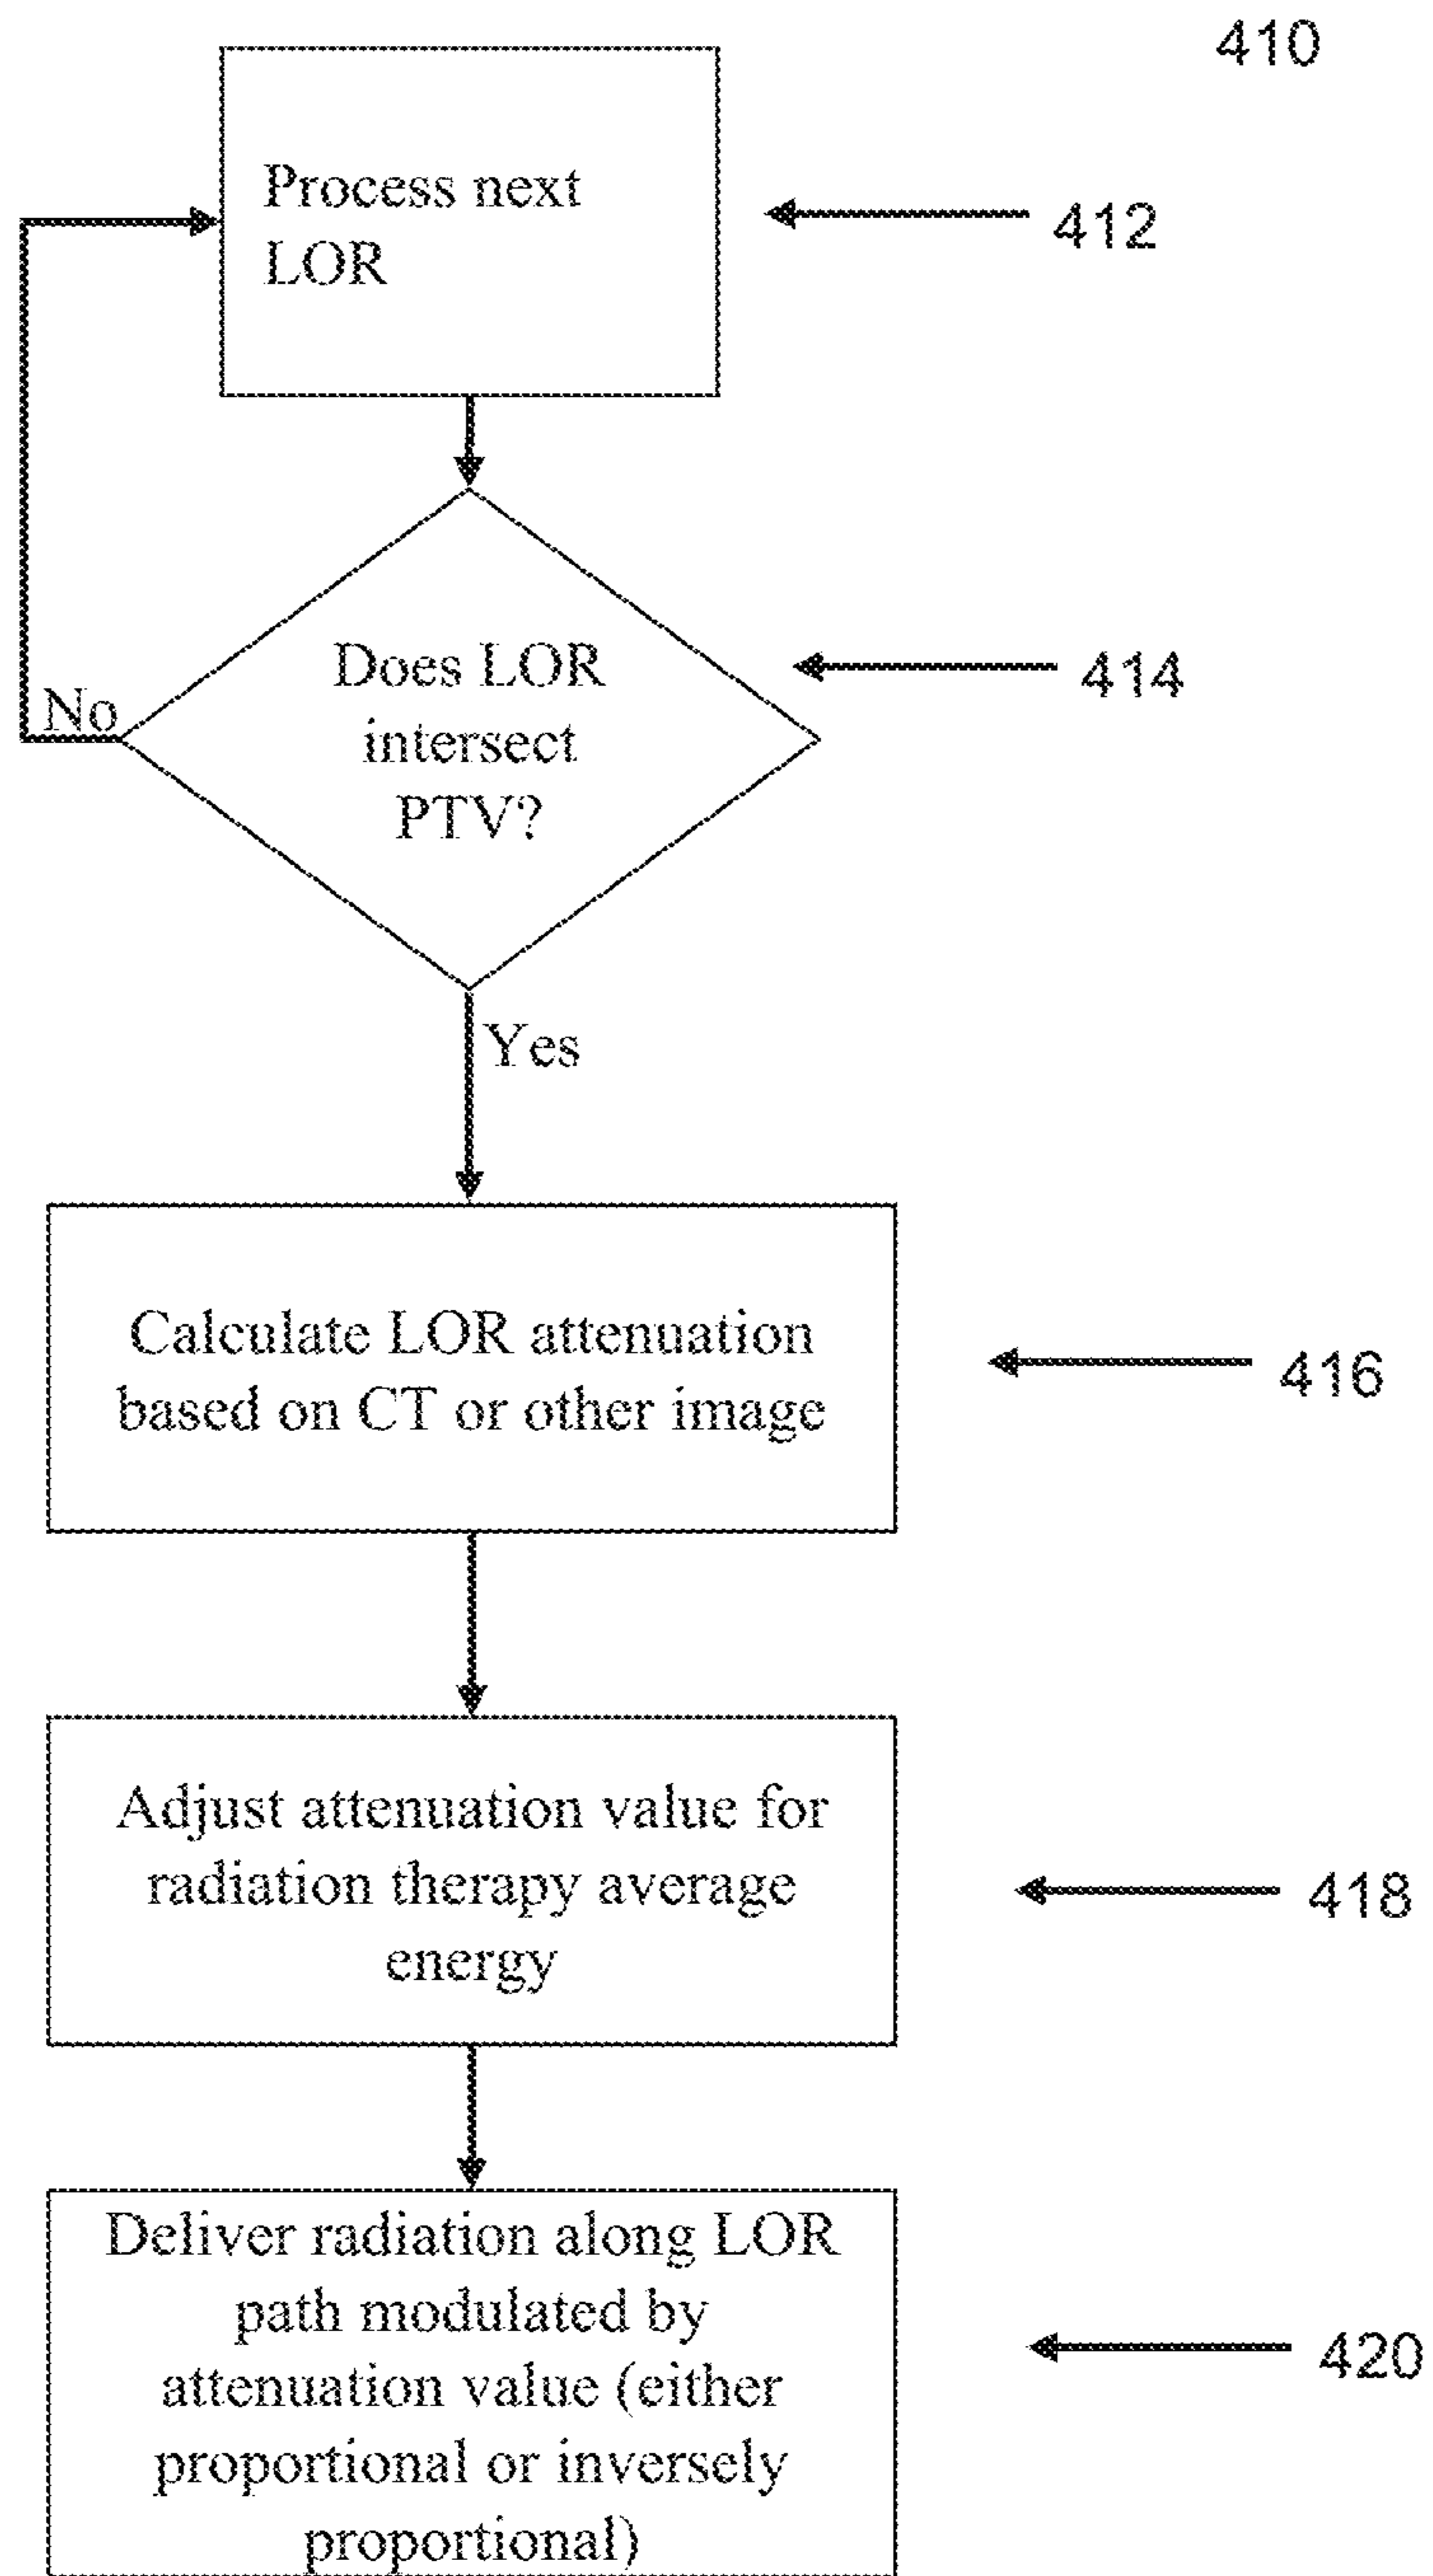 410
Process next
LOR
412
Does LOR
intersect
PTV?
414
No
Yes
Calculate LOR attenuation
based on CT or other image
416
Adjust attenuation value for
radiation therapy average
energy
418
Deliver radiation along LOR
path modulated by
attenuation value (either
proportional or inversely
proportional)
420